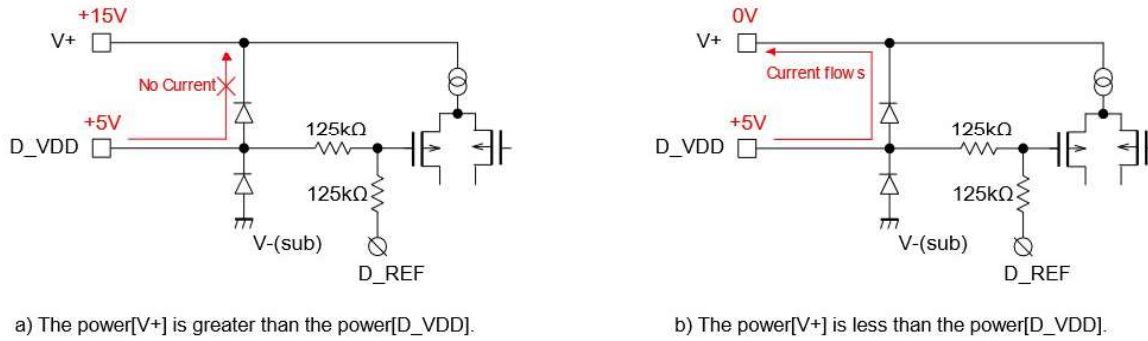 +15V
V+
No Current
+5V
D_VDD
125kΩ
125kΩ
V-(sub)
D_REF
a) The power[V+] is greater than the power[D_VDD].
0V
V+
Current flows
+5V
D_VDD
125kΩ
125kΩ
V-(sub)
D_REF
b) The power[V+] is less than the power[D_VDD].